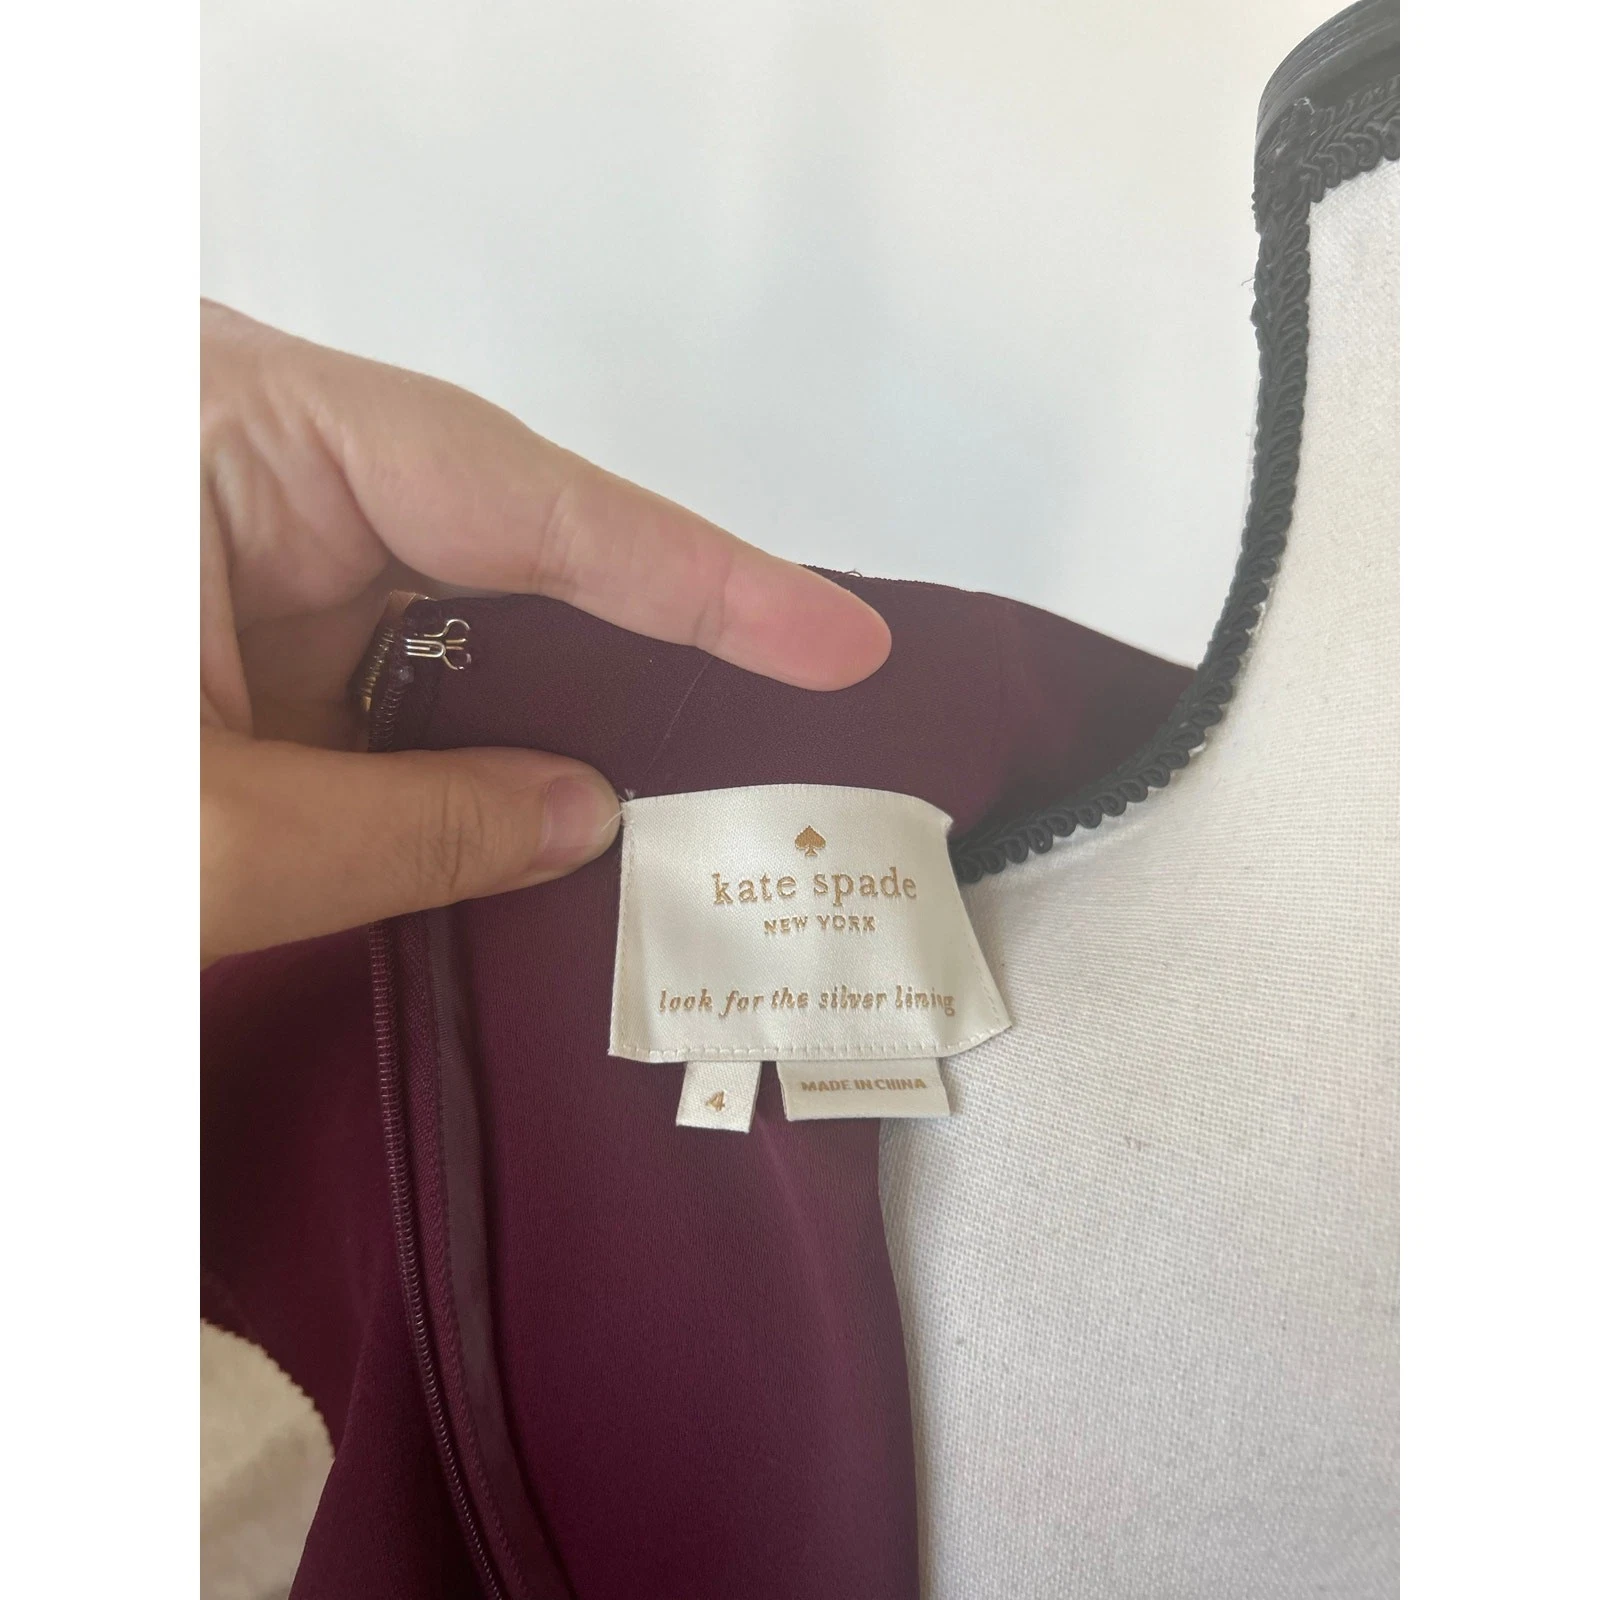 kate spade
NEW YORK
look for the silver lining
4
MADE IN CHINA